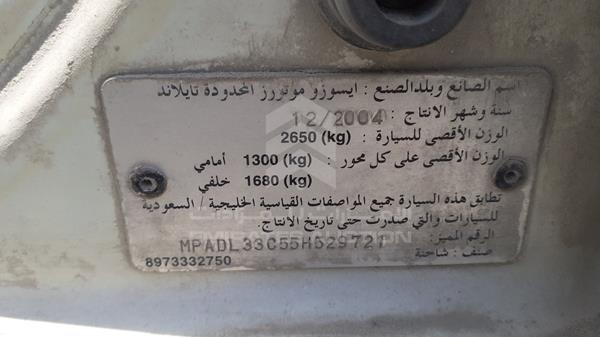 اسم الصانع وبلد الصنع : ايسوزو موتورز المحدودة تايلاند
سنة وشهر الانتاج : 12/2004
الوزن الأقصى للسيارة : 2650 (kg)
الوزن الأقصى على كل محور : 1300 (kg) أمامي
1680 (kg) خلفي
تطابق هذه السيارة جميع المواصفات القياسية الخليجية / السعودية
للسيارات والتي صدرت حتى تاريخ الانتاج.
الرقم المميز : MPADL33C55H529721
صنف : شاحنة
8973332750
EMIRATES AUCTION